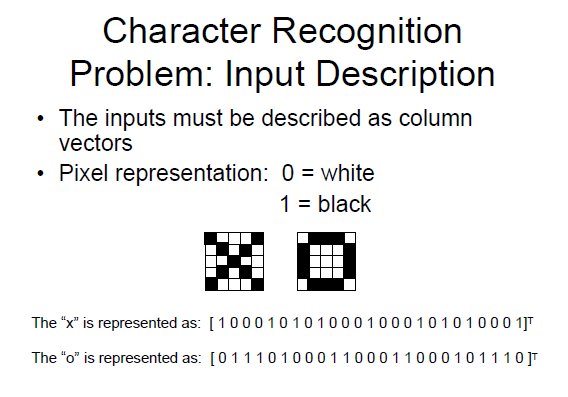 Character Recognition
Problem: Input Description
• The inputs must be described as column
vectors
• Pixel representation: 0 = white
1 = black
The “x” is represented as: [ 1 0 0 0 1 0 1 0 1 0 0 0 1 0 0 0 1 0 1 0 1 0 0 0 1]ᵀ
The “o” is represented as: [ 0 1 1 1 0 1 0 0 0 1 1 0 0 0 1 1 0 0 0 1 0 1 1 1 0 ]ᵀ